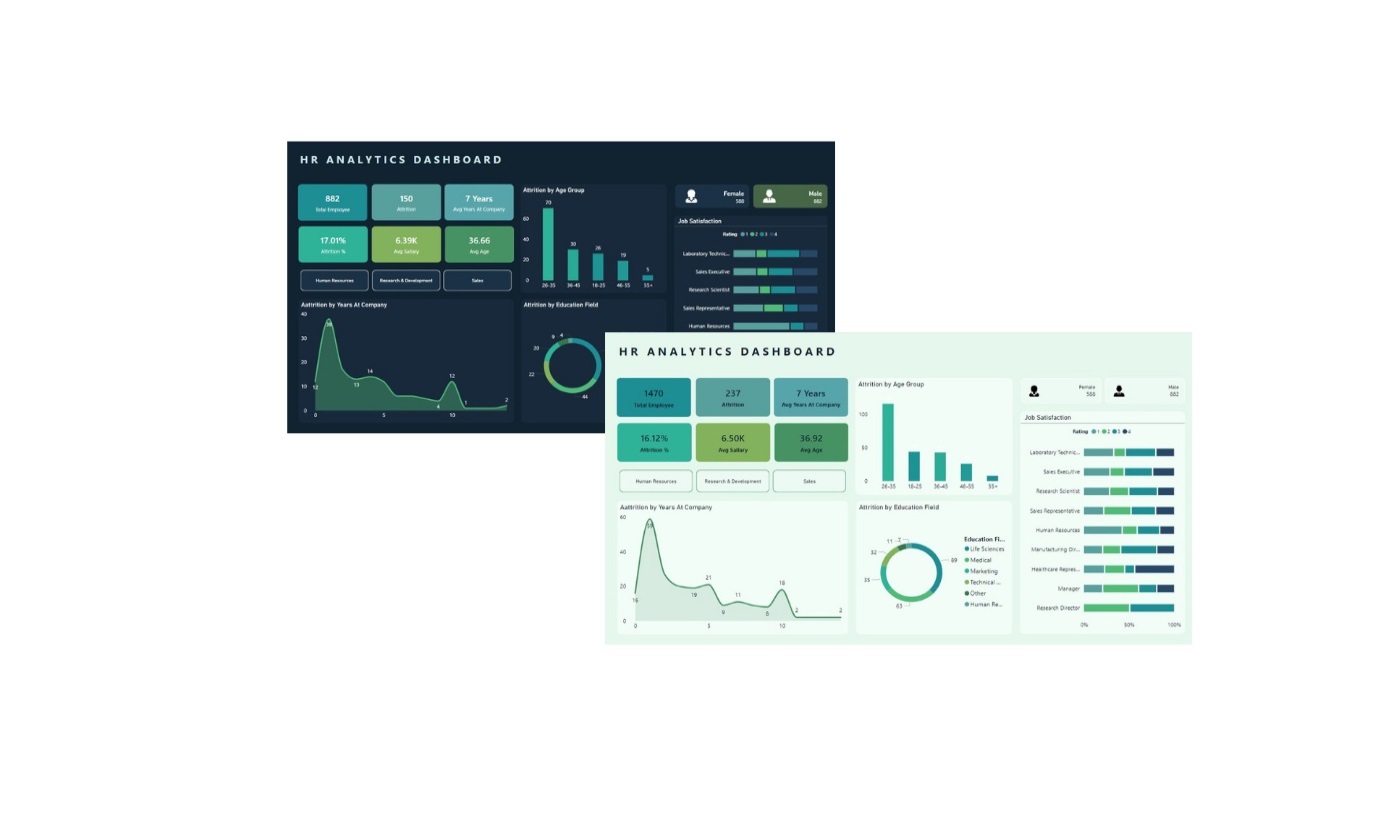 HR ANALYTICS DASHBOARD
882
Total Employee
150
Attrition
7 Years
Avg Years At Company
17.01%
Attrition %
6.39K
Avg Sallary
36.66
Avg Age
Human Resources
Research & Development
Sales
Attrition by Age Group
60
40
20
0
70
30
26
19
5
26-35
36-45
18-25
46-55
55+
Female
588
Male
882
Job Satisfaction
Rating 1 2 3 4
Laboratory Technic...
Sales Executive
Research Scientist
Sales Representative
Human Resources
Aattrition by Years At Company
40
30
20
10
0
12
38
13
14
4
12
1
2
0
5
10
Attrition by Education Field
9
4
20
22
44
HR ANALYTICS DASHBOARD
1470
Total Employee
237
Attrition
7 Years
Avg Years At Company
16.12%
Attrition %
6.50K
Avg Sallary
36.92
Avg Age
Human Resources
Research & Development
Sales
Attrition by Age Group
100
50
0
26-35
18-25
36-45
46-55
55+
Female
588
Male
882
Job Satisfaction
Rating 1 2 3 4
Laboratory Technic...
Sales Executive
Research Scientist
Sales Representative
Human Resources
Manufacturing Dir...
Healthcare Repres...
Manager
Research Director
0%
50%
100%
Aattrition by Years At Company
60
40
20
0
16
59
19
21
9
11
8
18
2
2
0
5
10
Attrition by Education Field
11
2
32
35
63
69
Education Fi...
Life Sciences
Medical
Marketing
Technical ...
Other
Human Re...